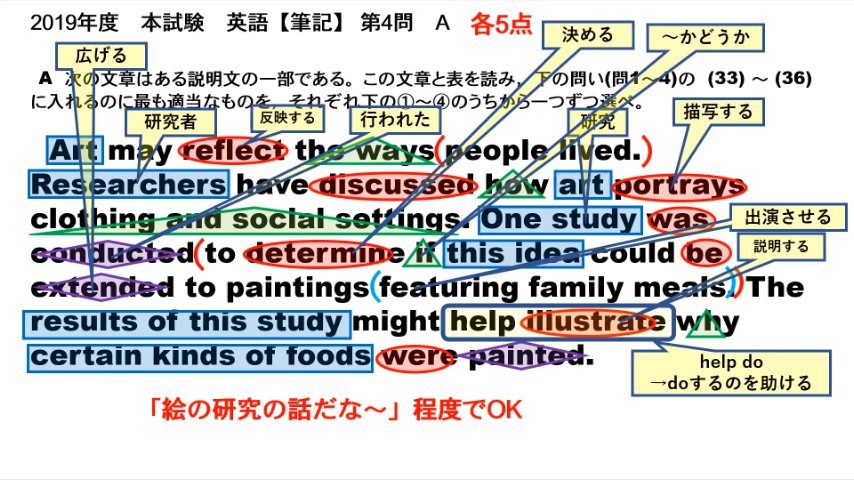 2019年度 本試験 英語【筆記】 第4問 A 各5点
決める
～かどうか
広げる
A 次の文章はある説明文の一部である。この文章と表を読み，下の問い(問1～4)の (33) ～ (36)
に入れるのに最も適当なものを，それぞれ下の①～④のうちから一つずつ選べ。
研究者
反映する
行われた
研究
描写する
Art may reflect the ways(people lived.)
Researchers have discussed how art portrays
clothing and social settings. One study was
出演させる
conducted (to determine if this idea could be
説明する
extended to paintings(featuring family meals.)) The
results of this study might help illustrate why
certain kinds of foods were painted.
help do
→doするのを助ける
「絵の研究の話だな～」程度でOK